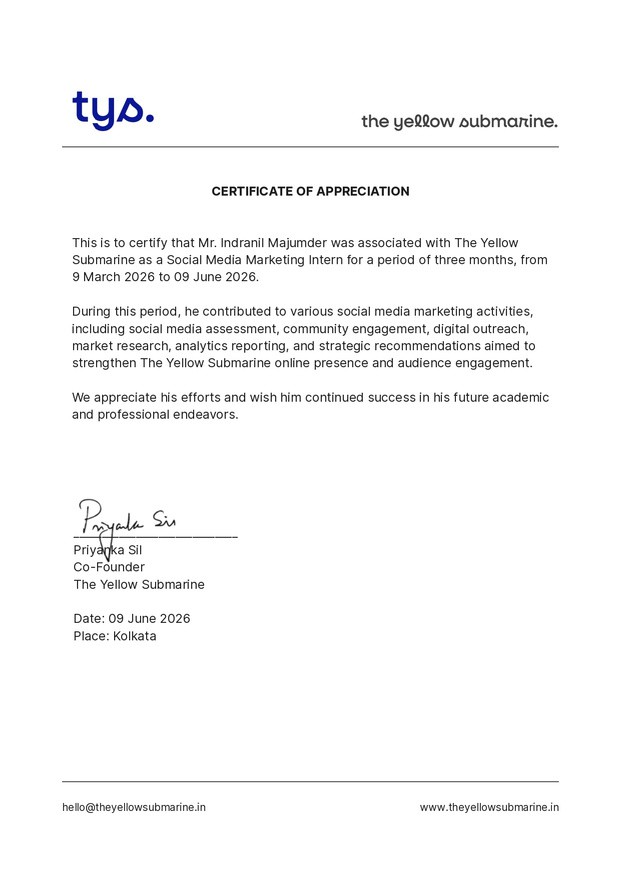 tys.
the yellow submarine.
CERTIFICATE OF APPRECIATION
This is to certify that Mr. Indranil Majumder was associated with The Yellow
Submarine as a Social Media Marketing Intern for a period of three months, from
9 March 2026 to 09 June 2026.
During this period, he contributed to various social media marketing activities,
including social media assessment, community engagement, digital outreach,
market research, analytics reporting, and strategic recommendations aimed to
strengthen The Yellow Submarine online presence and audience engagement.
We appreciate his efforts and wish him continued success in his future academic
and professional endeavors.
Priyanka Sil
Priyanka Sil
Co-Founder
The Yellow Submarine
Date: 09 June 2026
Place: Kolkata
hello@theyellowsubmarine.in
www.theyellowsubmarine.in